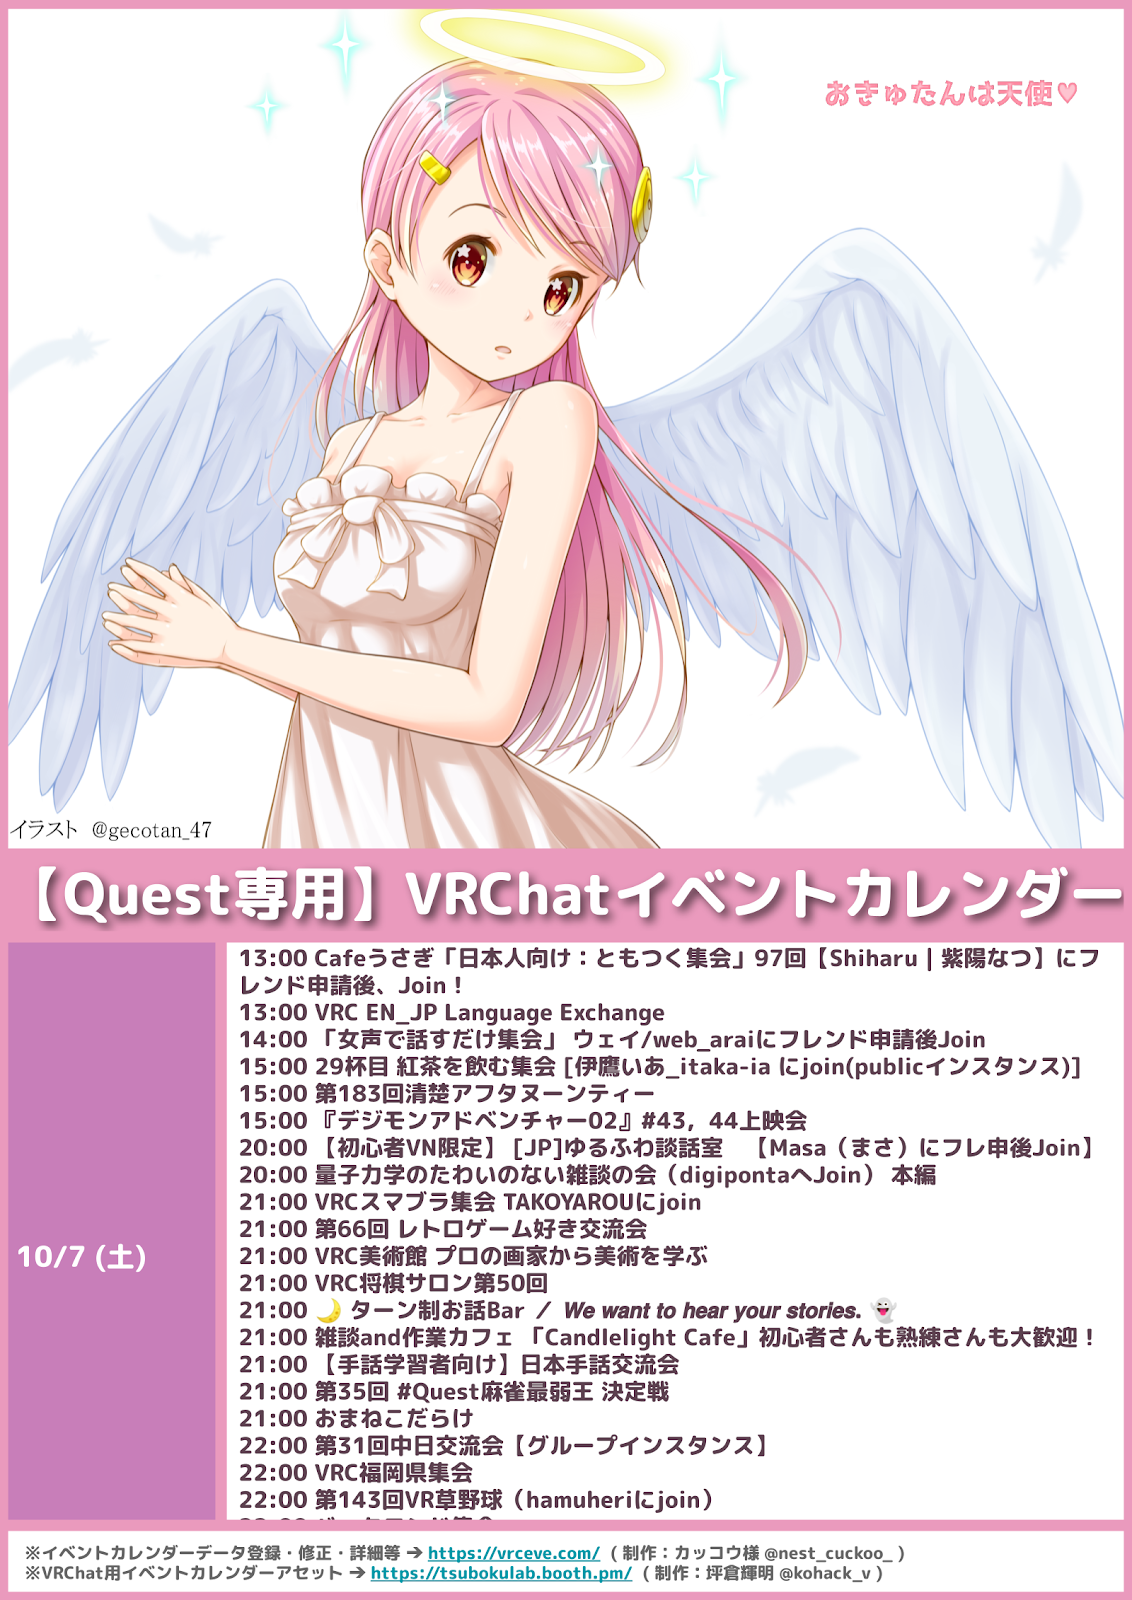 おきゅたんは天使♥
イラスト @gecotan_47
【Quest専用】VRChatイベントカレンダー
10/7 (土)
13:00 Cafeうさぎ「日本人向け：ともつく集会」97回【Shiharu | 紫陽なつ】にフ
レンド申請後、Join！
13:00 VRC EN_JP Language Exchange
14:00 「女声で話すだけ集会」 ウェイ/web_araiにフレンド申請後Join
15:00 29杯目 紅茶を飲む集会 [伊鷹いあ_itaka-ia にjoin(publicインスタンス)]
15:00 第183回清楚アフタヌーンティー
15:00 『デジモンアドベンチャー02』#43，44上映会
20:00 【初心者VN限定】 [JP]ゆるふわ談話室　【Masa（まさ）にフレ申後Join】
20:00 量子力学のたわいのない雑談の会（digipontaへJoin） 本編
21:00 VRCスマブラ集会 TAKOYAROUにjoin
21:00 第66回 レトロゲーム好き交流会
21:00 VRC美術館 プロの画家から美術を学ぶ
21:00 VRC将棋サロン第50回
21:00 🌙 ターン制お話Bar ／ We want to hear your stories. 👻
21:00 雑談and作業カフェ 「Candlelight Cafe」初心者さんも熟練さんも大歓迎！
21:00 【手話学習者向け】日本手話交流会
21:00 第35回 #Quest麻雀最弱王 決定戦
21:00 おまねこだらけ
22:00 第31回中日交流会【グループインスタンス】
22:00 VRC福岡県集会
22:00 第143回VR草野球（hamuheriにjoin）
※イベントカレンダーデータ登録・修正・詳細等 ➔ https://vrceve.com/ （制作：カッコウ様 @nest_cuckoo_ ）
※VRChat用イベントカレンダーアセット ➔ https://tsubokulab.booth.pm/ （制作：坪倉輝明 @kohack_v ）